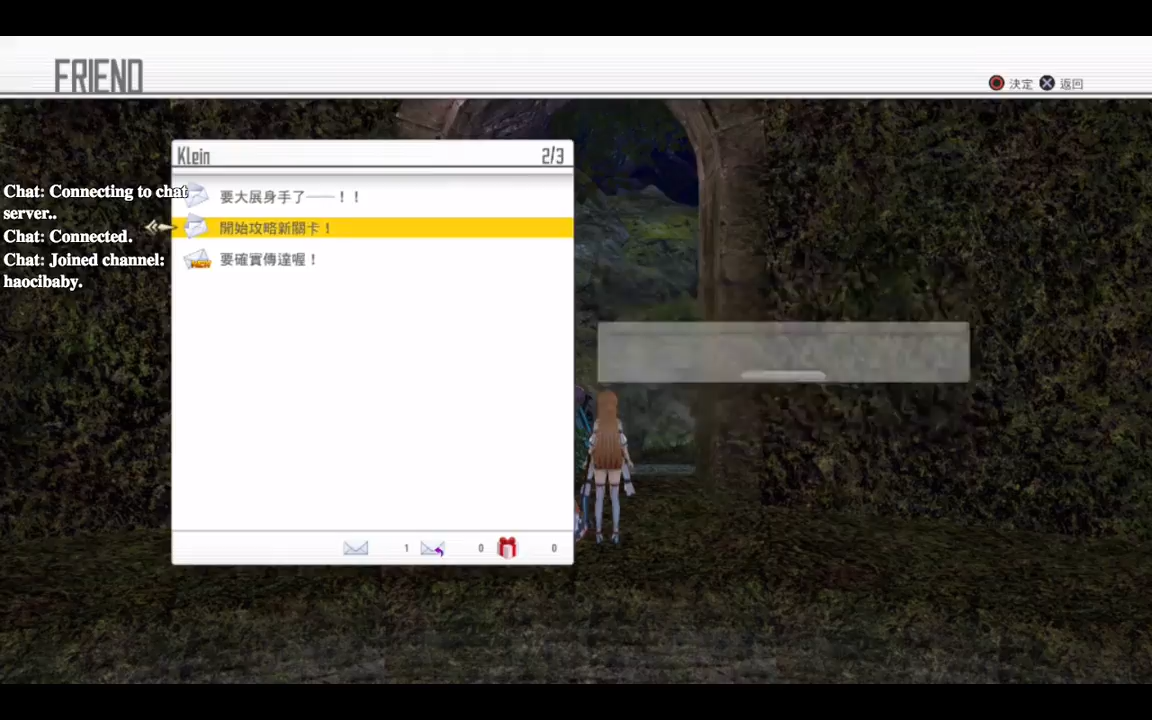 FRIEND
決定 返回
Klein 2/3
Chat: Connecting to chat
server..
Chat: Connected.
Chat: Joined channel:
haocibaby.
要大展身手了——！！
開始攻略新關卡！
NEW
要確實傳達喔！
1 0 0